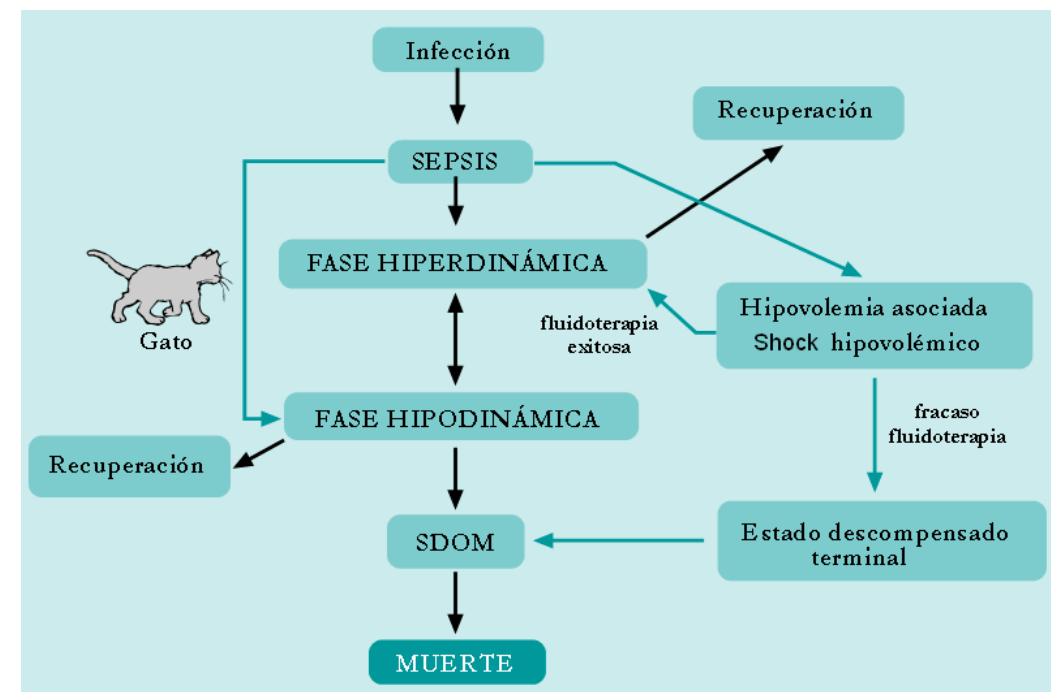 Infección
Recuperación
SEPSIS
FASE HIPERDINÁMICA
Hipovolemia asociada
Shock hipovolémico
fluidoterapia
exitosa
Gato
FASE HIPODINÁMICA
fracaso
fluidoterapia
Recuperación
SDOM
Estado descompensado
terminal
MUERTE